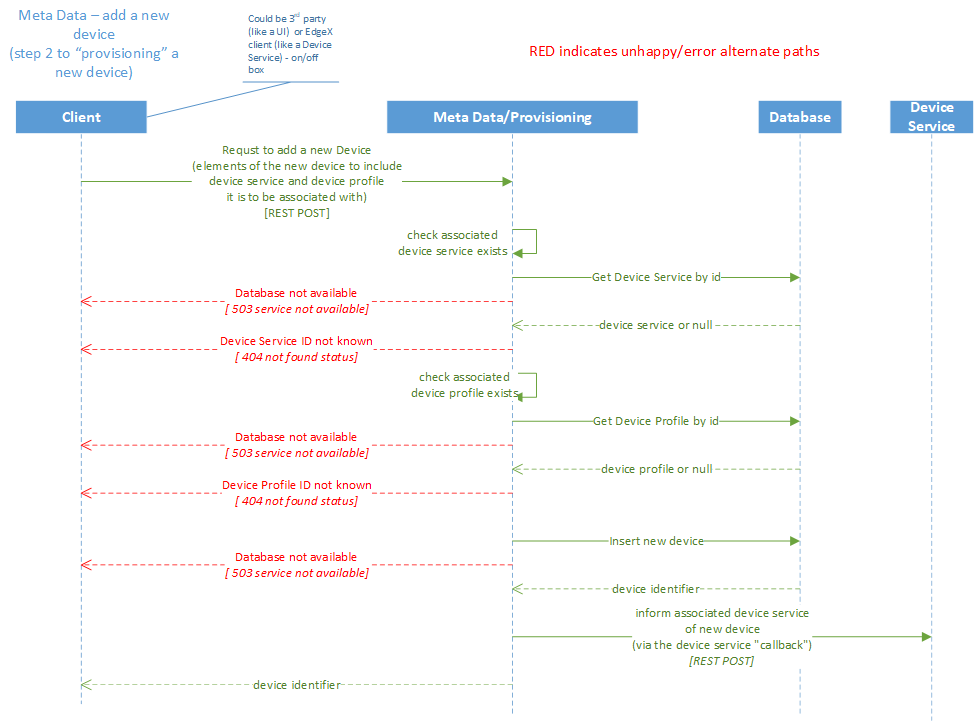 Meta Data – add a new
device
(step 2 to “provisioning” a
new device)
Could be 3rd party
(like a UI) or EdgeX
client (like a Device
Service) - on/off
box
RED indicates unhappy/error alternate paths
Client
Meta Data/Provisioning
Database
Device
Service
Requst to add a new Device
(elements of the new device to include
device service and device profile
it is to be associated with)
[REST POST]
check associated
device service exists
Get Device Service by id
Database not available
[ 503 service not available]
device service or null
Device Service ID not known
[ 404 not found status]
check associated
device profile exists
Get Device Profile by id
Database not available
[ 503 service not available]
device profile or null
Device Profile ID not known
[ 404 not found status]
Insert new device
Database not available
[ 503 service not available]
device identifier
inform associated device service
of new device
(via the device service "callback")
[REST POST]
device identifier